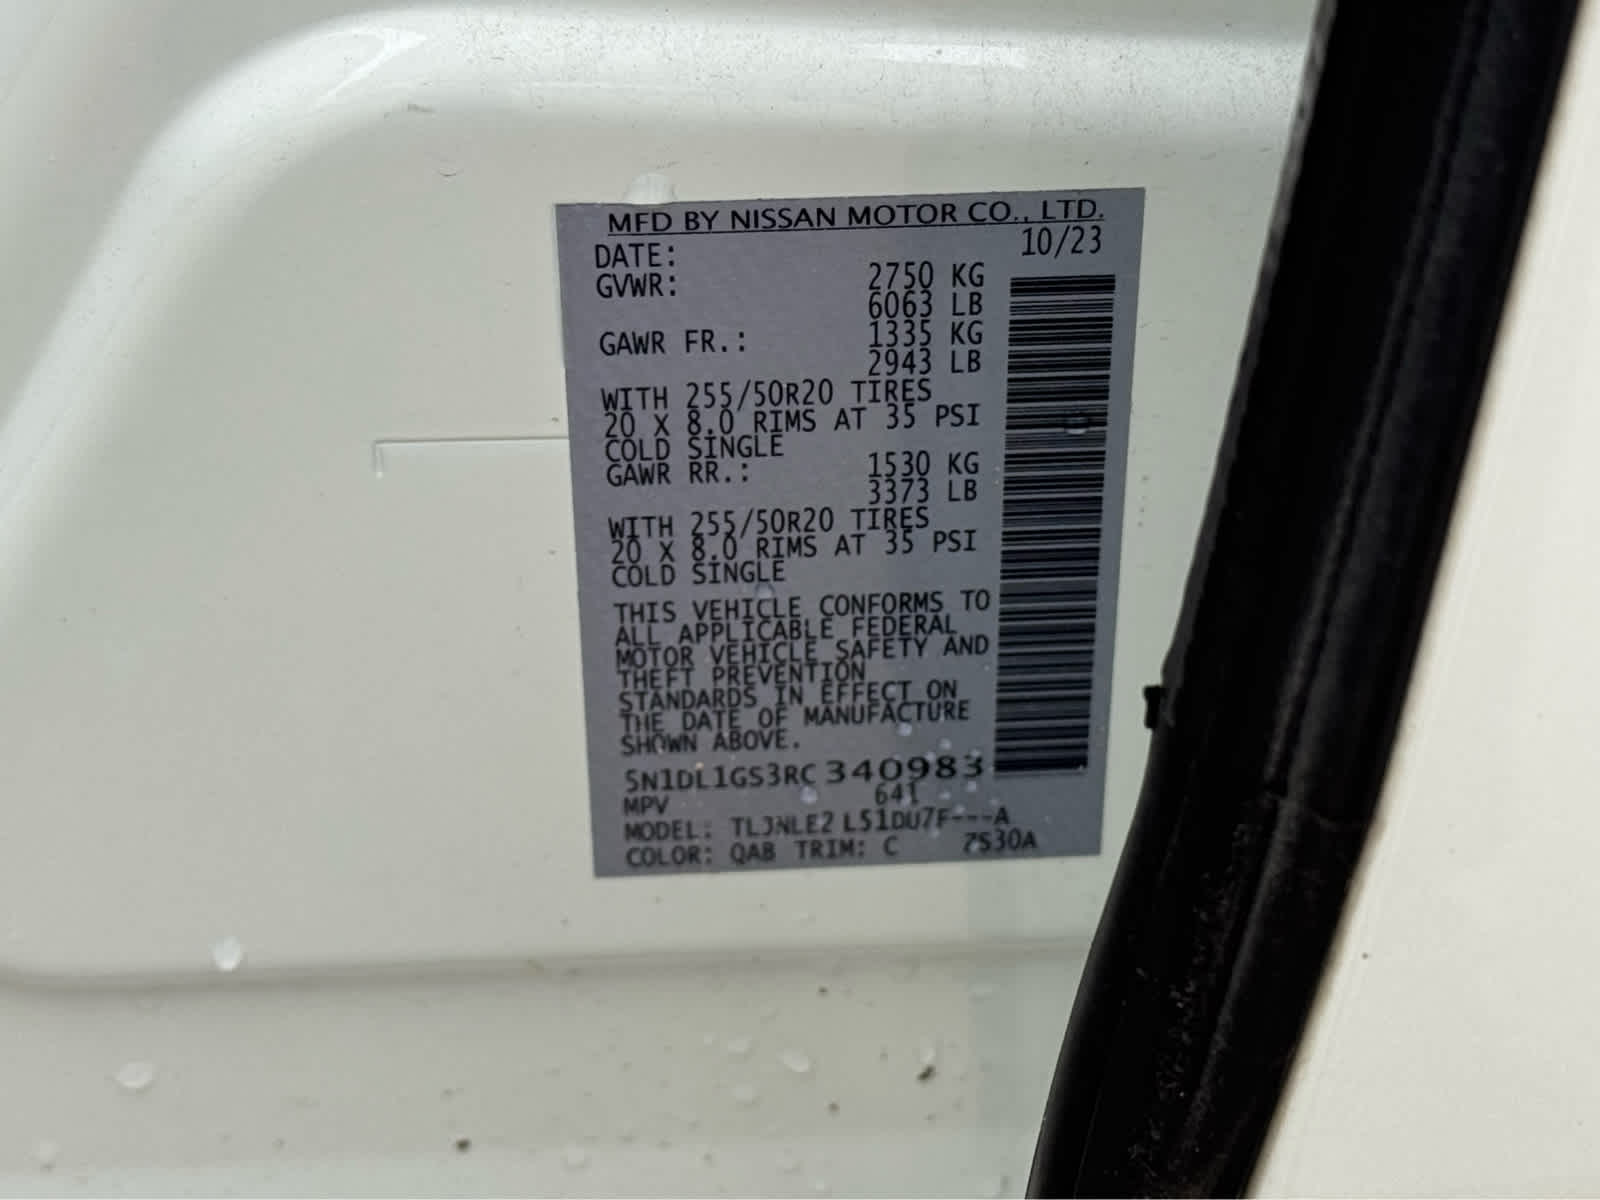 MFD BY NISSAN MOTOR CO., LTD.
DATE: 10/23
GVWR: 2750 KG
6063 LB
GAWR FR.: 1335 KG
2943 LB
WITH 255/50R20 TIRES
20 X 8.0 RIMS AT 35 PSI
COLD SINGLE
GAWR RR.: 1530 KG
3373 LB
WITH 255/50R20 TIRES
20 X 8.0 RIMS AT 35 PSI
COLD SINGLE
THIS VEHICLE CONFORMS TO
ALL APPLICABLE FEDERAL
MOTOR VEHICLE SAFETY AND
THEFT PREVENTION
STANDARDS IN EFFECT ON
THE DATE OF MANUFACTURE
SHOWN ABOVE.
5N1DL1GS3RC340983
MPV 641
MODEL: TLJNLE2 L51DU7F---A
COLOR: QAB TRIM: C 7S30A